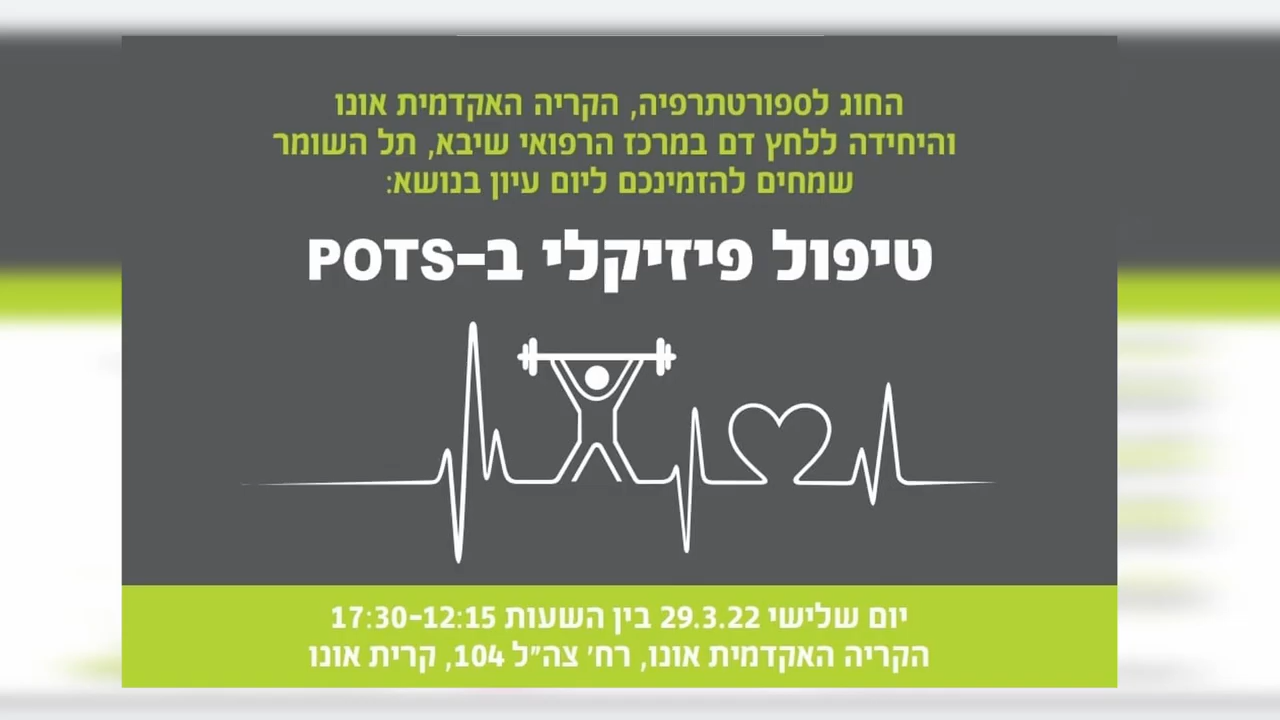 החוג לספורטתרפיה, הקריה האקדמית אונו
והיחידה ללחץ דם במרכז הרפואי שיבא, תל השומר
שמחים להזמינכם ליום עיון בנושא:
טיפול פיזיקלי ב-POTS
יום שלישי 29.3.22 בין השעות 17:30-12:15
הקריה האקדמית אונו, רח׳ צה״ל 104, קרית אונו